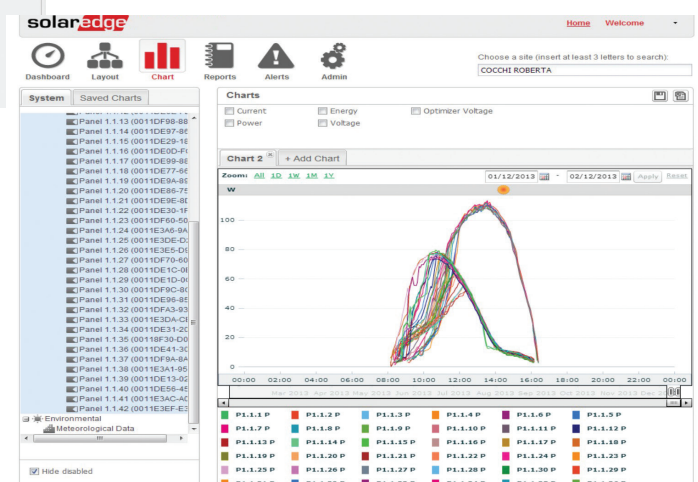 solaredge
Home Welcome
Dashboard Layout Chart Reports Alerts Admin
Choose a site (insert at least 3 letters to search):
COCCHI ROBERTA
System Saved Charts
Panel 1.1.13 (0011DF98-88
Panel 1.1.14 (0011DE97-86
Panel 1.1.15 (0011DE29-18
Panel 1.1.16 (0011DE0D-F
Panel 1.1.17 (0011DE99-88
Panel 1.1.18 (0011DE77-66
Panel 1.1.19 (0011DE9A-89
Panel 1.1.20 (0011DE86-75
Panel 1.1.21 (0011DE9E-8D
Panel 1.1.22 (0011DE30-1F
Panel 1.1.23 (0011DF60-50
Panel 1.1.24 (0011E3A6-9A
Panel 1.1.25 (0011E3DE-D
Panel 1.1.26 (0011E3E5-D9
Panel 1.1.27 (0011DF70-60
Panel 1.1.28 (0011DE1C-0
Panel 1.1.29 (0011DE1D-0
Panel 1.1.30 (0011DF9C-8
Panel 1.1.31 (0011DE96-85
Panel 1.1.32 (0011DFA3-93
Panel 1.1.33 (0011E3DA-C
Panel 1.1.34 (0011DE31-20
Panel 1.1.35 (0018F30-D0
Panel 1.1.36 (0011DE41-30
Panel 1.1.37 (0011DF9A-8A
Panel 1.1.38 (0011E3A1-95
Panel 1.1.39 (0011DE13-02
Panel 1.1.40 (0011DE56-45
Panel 1.1.41 (0011E3AC-A
Panel 1.1.42 (0011E3EF-E3
Environmental
Meteorological Data
Hide disabled
Charts
Current Energy Optimizer Voltage
Power Voltage
Chart 2 + Add Chart
Zoom: All 1D 1W 1M 1Y 01/12/2013 - 02/12/2013 Apply Reset
W
100
80
60
40
20
0
00:00 02:00 04:00 06:00 08:00 10:00 12:00 14:00 16:00 18:00 20:00 22:00 00:00
Mar 2013 Apr 2013 May 2013 Jun 2013 Jul 2013 Aug 2013 Sep 2013 Oct 2013 Nov 2013 Dec
P1.1.1 P P1.1.2 P P1.1.3 P P1.1.4 P P1.1.6 P P1.1.5 P
P1.1.7 P P1.1.8 P P1.1.9 P P1.1.10 P P1.1.11 P P1.1.12 P
P1.1.13 P P1.1.14 P P1.1.15 P P1.1.16 P P1.1.17 P P1.1.18 P
P1.1.19 P P1.1.20 P P1.1.21 P P1.1.22 P P1.1.24 P P1.1.23 P
P1.1.25 P P1.1.26 P P1.1.27 P P1.1.28 P P1.1.30 P P1.1.29 P